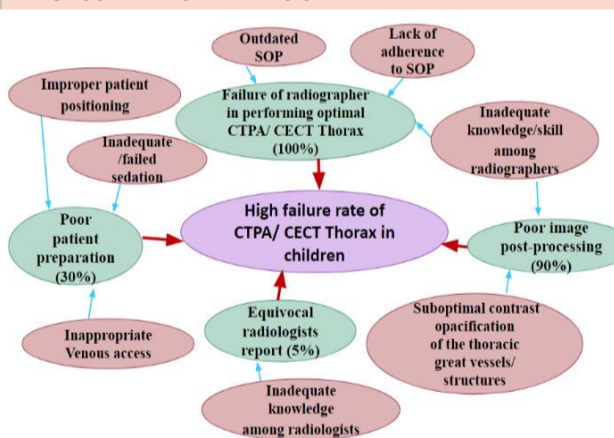 Outdated
SOP
Lack of
adherence
to SOP
Improper patient
positioning
Failure of radiographer
in performing optimal
CTPA/ CECT Thorax
(100%)
Inadequate
knowledge/skill
among
radiographers
Inadequate
/failed
sedation
High failure rate of
CTPA/ CECT Thorax in
children
Poor
patient
preparation
(30%)
Poor image
post-processing
(90%)
Equivocal
radiologists
report (5%)
Inappropriate
Venous access
Suboptimal contrast
opacification
of the thoracic
great vessels/
structures
Inadequate
knowledge
among radiologists